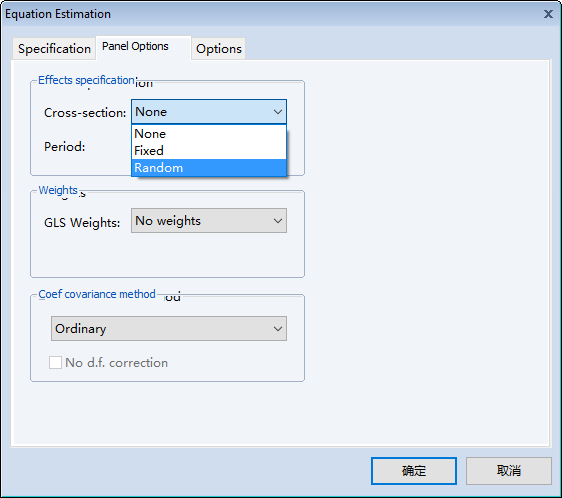 Equation Estimation
Specification
Panel Options
Options
Effects specification
Cross-section:
None
None
Fixed
Random
Period:
Weights
GLS Weights:
No weights
Coef covariance method
Ordinary
No d.f. correction
确定
取消